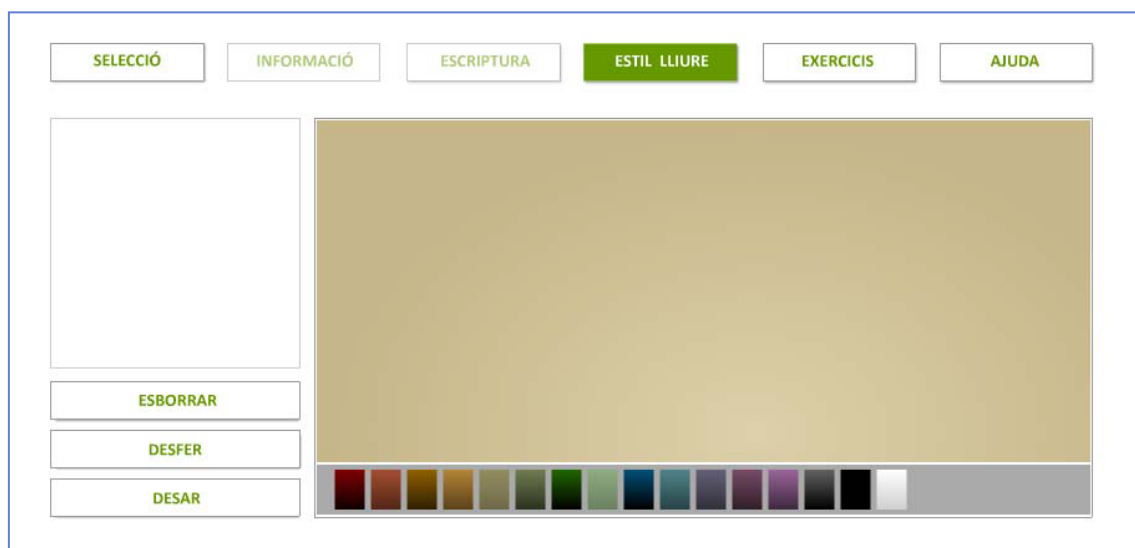 SELECCIÓ
INFORMACIÓ
ESCRIPTURA
ESTIL LLIURE
EXERCICIS
AJUDA
ESBORRAR
DESFER
DESAR